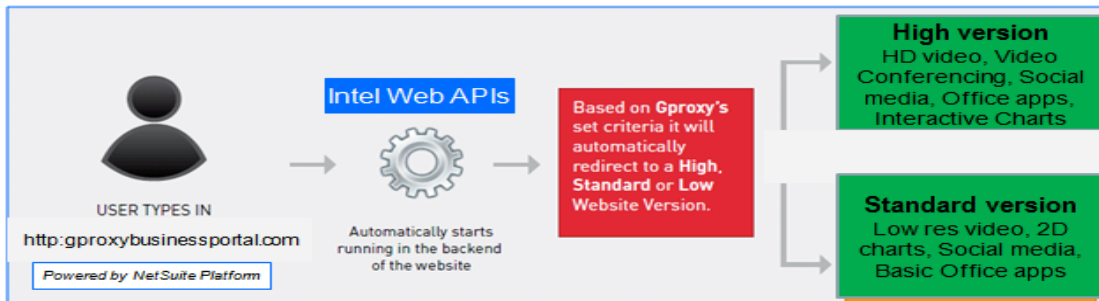 USER TYPES IN
http:gproxybusinessportal.com
Powered by NetSuite Platform
Intel Web APIs
Automatically starts
running in the backend
of the website
Based on Gproxy's
set criteria it will
automatically
redirect to a High,
Standard or Low
Website Version.
High version
HD video, Video
Conferencing, Social
media, Office apps,
Interactive Charts
Standard version
Low res video, 2D
charts, Social media,
Basic Office apps